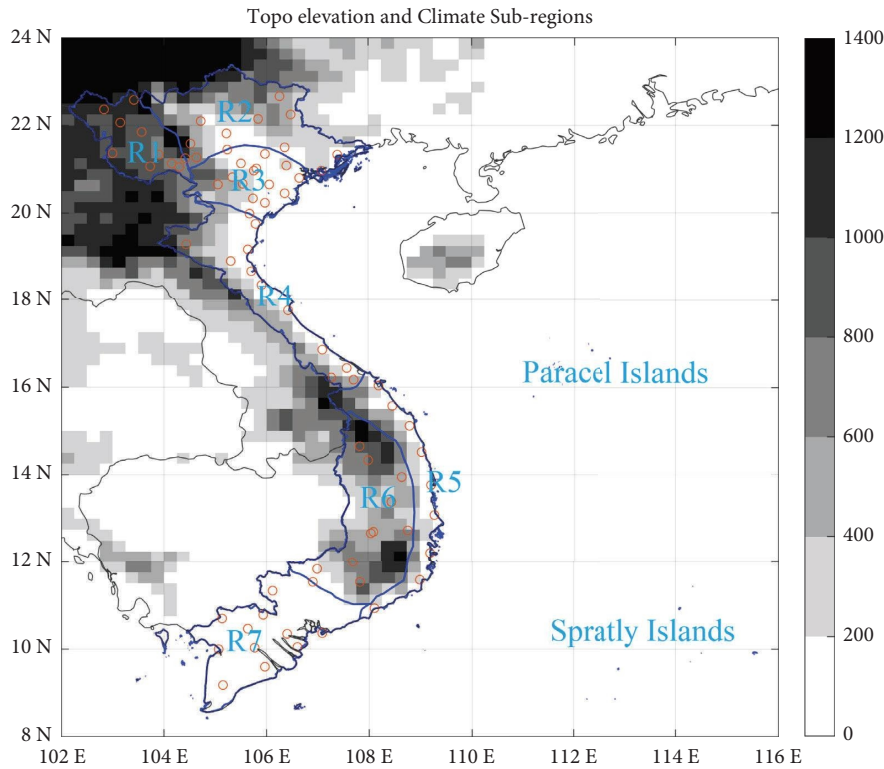 Topo elevation and Climate Sub-regions
24 N
22 N
20 N
18 N
16 N
14 N
12 N
10 N
8 N
102 E
104 E
106 E
108 E
110 E
112 E
114 E
116 E
R1
R2
R3
R4
R5
R6
R7
Paracel Islands
Spratly Islands
1400
1200
1000
800
600
400
200
0